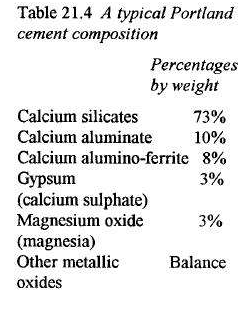 Table 21.4 A typical Portland
cement composition
Percentages
by weight
Calcium silicates 73%
Calcium aluminate 10%
Calcium alumino-ferrite 8%
Gypsum 3%
(calcium sulphate)
Magnesium oxide 3%
(magnesia)
Other metallic Balance
oxides